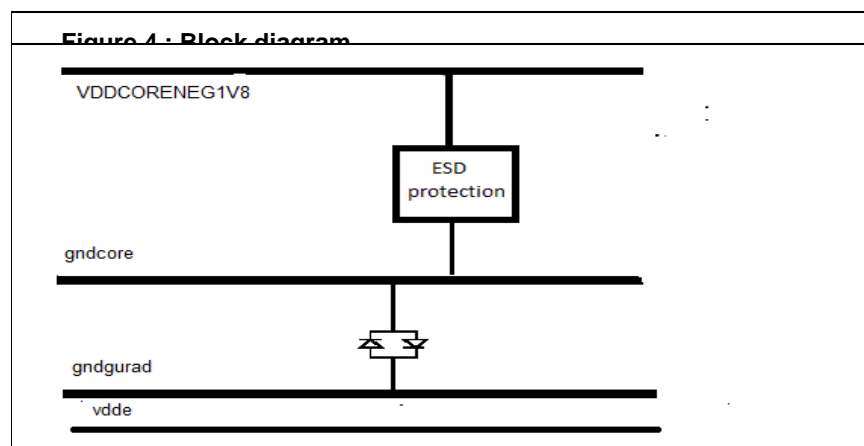 Figure 4 : Block diagram
VDDCORENEG1V8
ESD
protection
gndcore
gndgurad
vdde